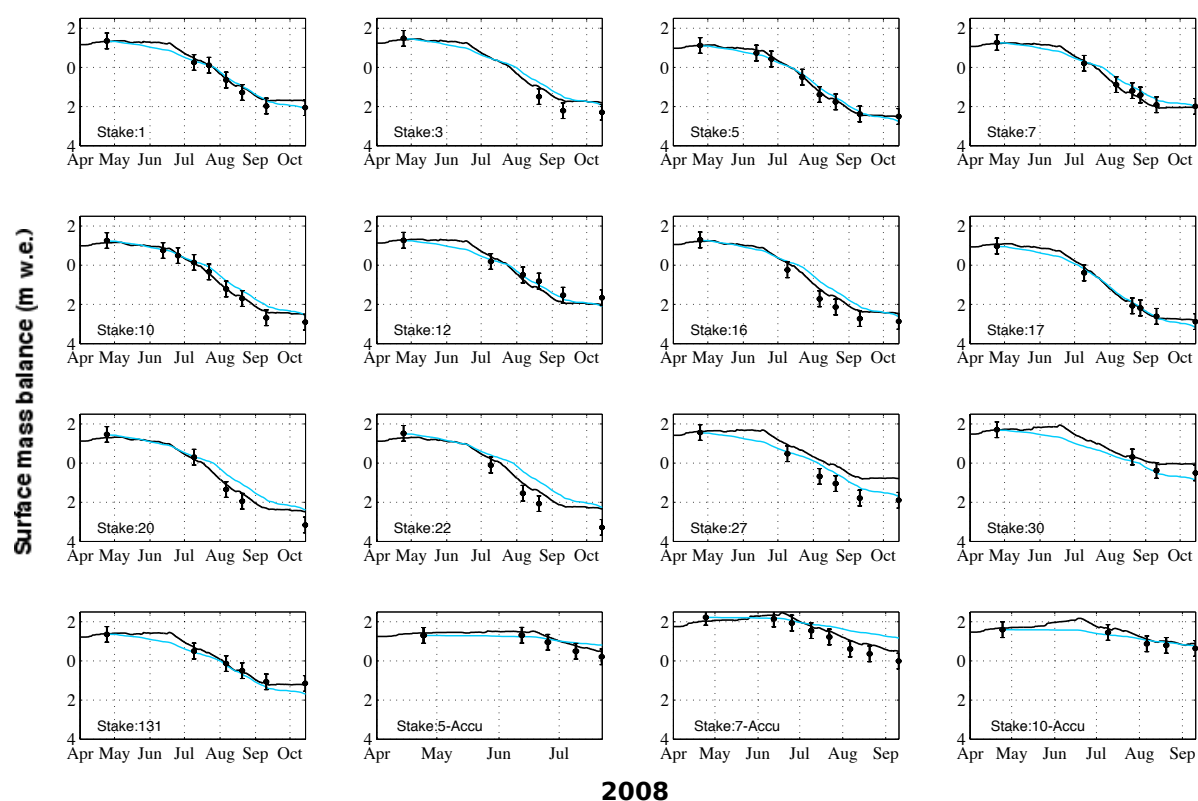 2 2 2 2
0 0 0 0
2 2 2 2
Stake:1 Stake:3 Stake:5 Stake:7
4 4 4 4
Apr May Jun Jul Aug Sep Oct Apr May Jun Jul Aug Sep Oct Apr May Jun Jul Aug Sep Oct Apr May Jun Jul Aug Sep Oct
Surface mass balance (m w.e.)
2 2 2 2
0 0 0 0
2 2 2 2
Stake:10 Stake:12 Stake:16 Stake:17
4 4 4 4
Apr May Jun Jul Aug Sep Oct Apr May Jun Jul Aug Sep Oct Apr May Jun Jul Aug Sep Oct Apr May Jun Jul Aug Sep Oct
2 2 2 2
0 0 0 0
2 2 2 2
Stake:20 Stake:22 Stake:27 Stake:30
4 4 4 4
Apr May Jun Jul Aug Sep Oct Apr May Jun Jul Aug Sep Oct Apr May Jun Jul Aug Sep Oct Apr May Jun Jul Aug Sep Oct
2 2 2 2
0 0 0 0
2 2 2 2
Stake:131 Stake:5-Accu Stake:7-Accu Stake:10-Accu
4 4 4 4
Apr May Jun Jul Aug Sep Oct Apr May Jun Jul Apr May Jun Jul Aug Sep Apr May Jun Jul Aug Sep
2008